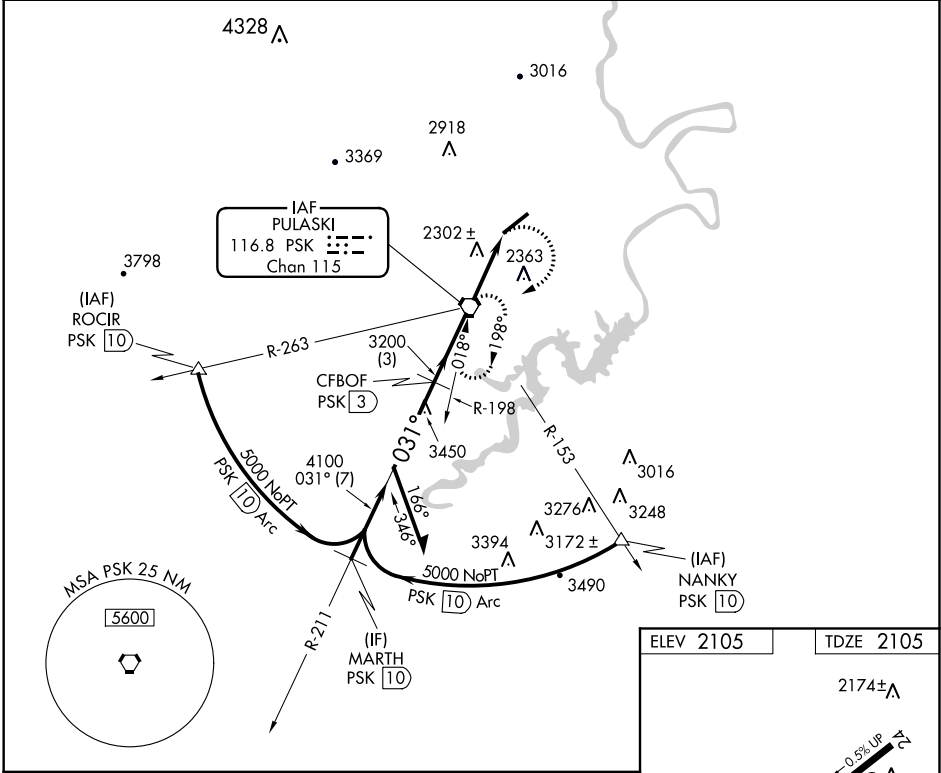 4328
3016
2918
3369
IAF
PULASKI
116.8 PSK
Chan 115
2302 ±
2363
3798
(IAF)
ROCIR
PSK 10
R-263
3200
(3)
018°
198°
CFBOF
PSK 3
R-198
031°
3450
R-153
5000 NoPT
PSK 10 Arc
4100
031° (7)
166°
346°
3016
3276
3248
3394
3172 ±
5000 NoPT
PSK 10 Arc
3490
(IAF)
NANKY
PSK 10
MSA PSK 25 NM
5600
R-211
(IF)
MARTH
PSK 10
ELEV 2105
TDZE 2105
2174±
0.5% UP
24